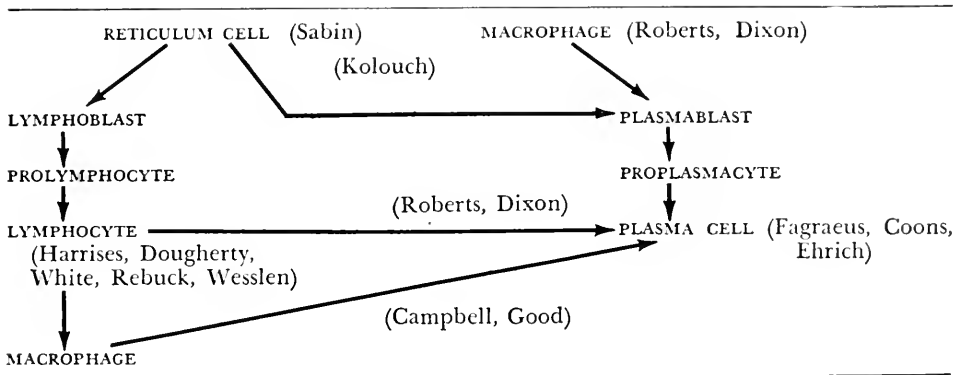 RETICULUM CELL (Sabin) MACROPHAGE (Roberts, Dixon)
(Kolouch)
LYMPHOBLAST PLASMABLAST
PROLYMPHOCYTE PROPLASMACYTE
(Roberts, Dixon)
LYMPHOCYTE PLASMA CELL (Fagraeus, Coons,
(Harrises, Dougherty, Ehrich)
White, Rebuck, Wesslen)
(Campbell, Good)
MACROPHAGE